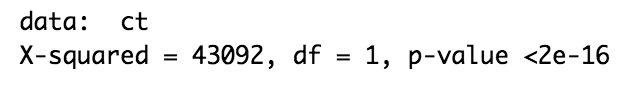 data:  ct
X-squared = 43092, df = 1, p-value <2e-16